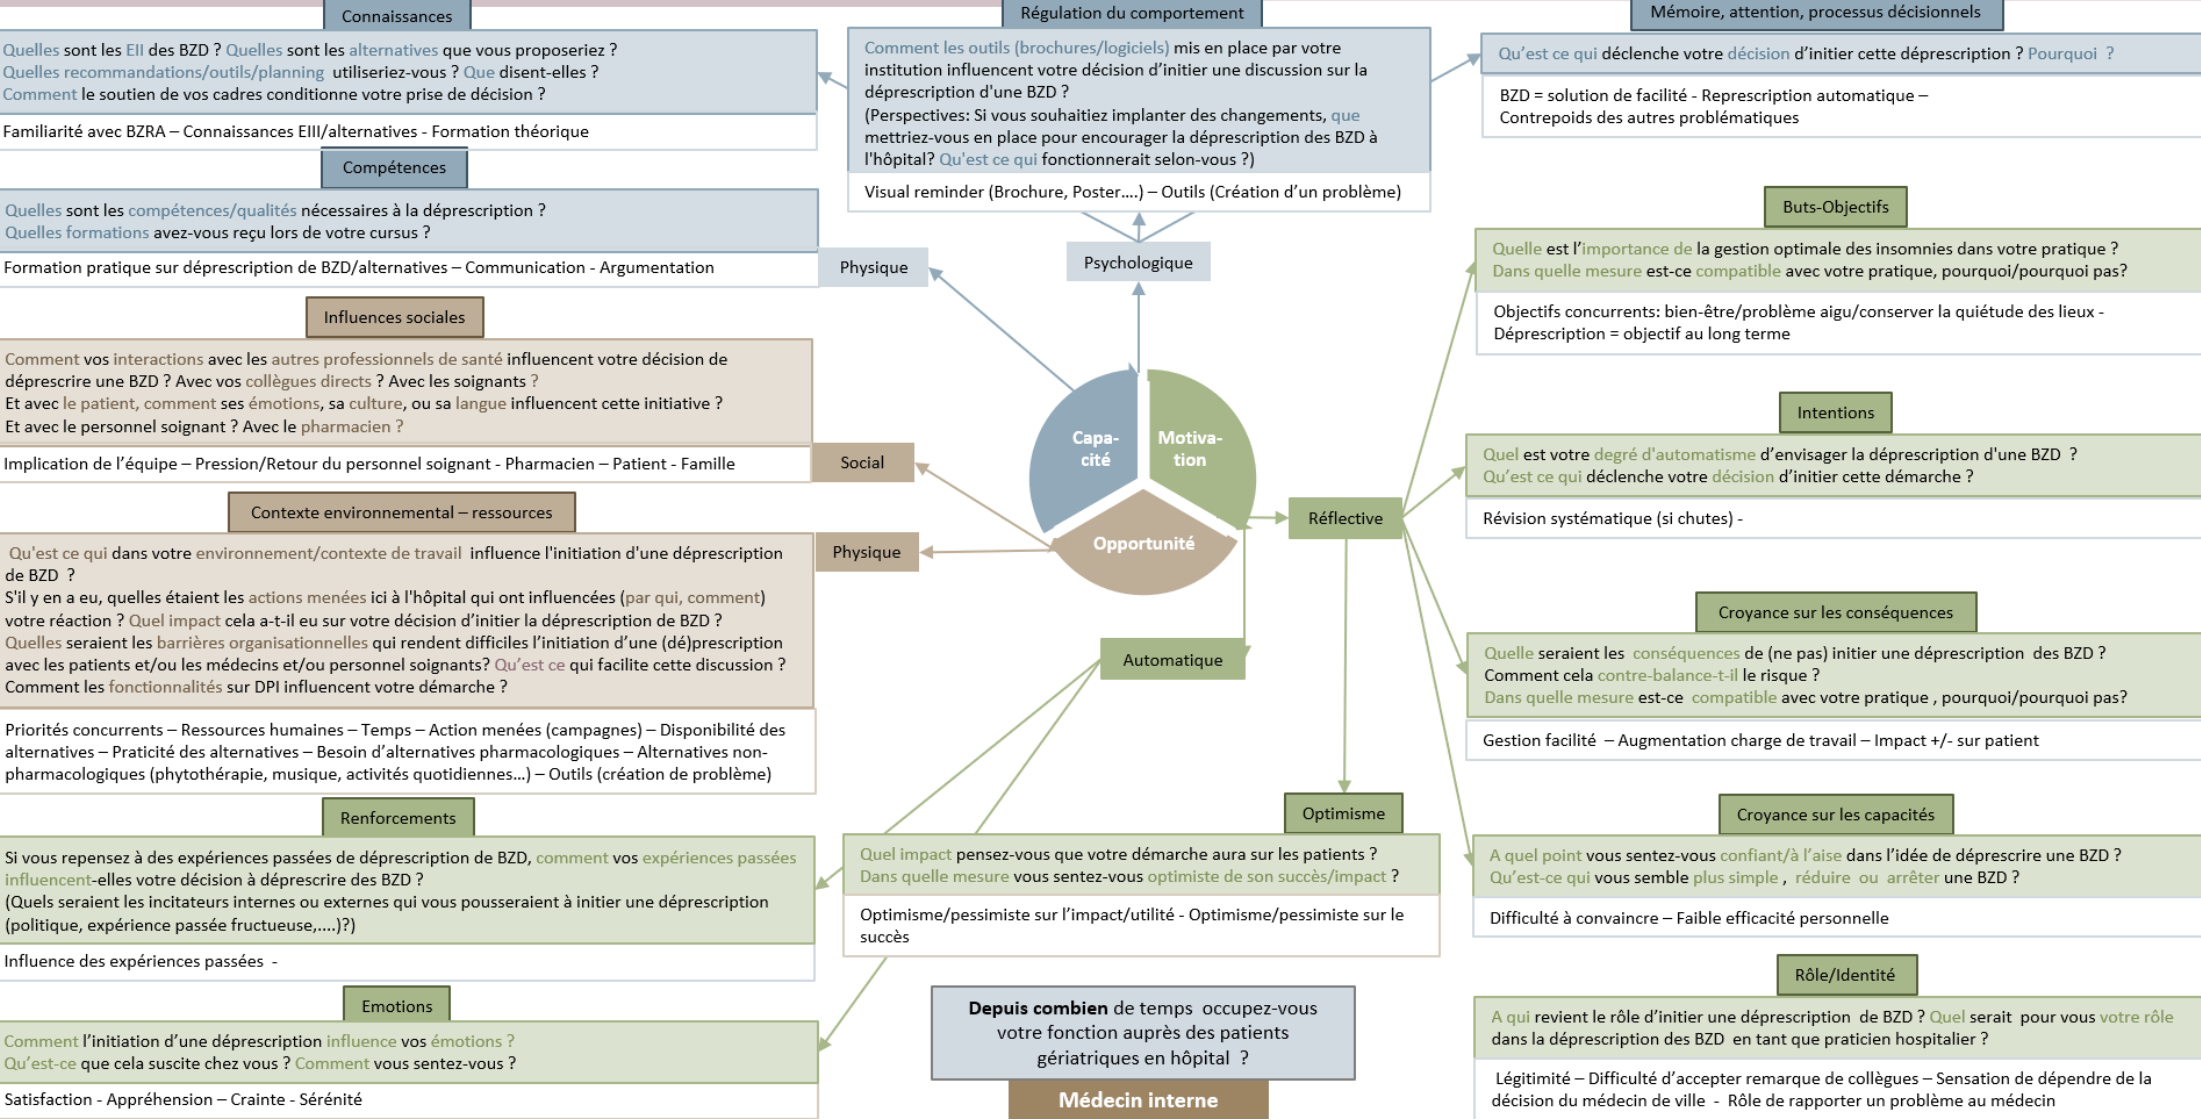 Connaissances
Quelles sont les EII des BZD ? Quelles sont les alternatives que vous proposeriez ?
Quelles recommandations/outils/planning utiliseriez-vous ? Que disent-elles ?
Comment le soutien de vos cadres conditionne votre prise de décision ?
Familiarité avec BZRA – Connaissances EIII/alternatives - Formation théorique
Compétences
Quelles sont les compétences/qualités nécessaires à la déprescription ?
Quelles formations avez-vous reçu lors de votre cursus ?
Formation pratique sur déprescription de BZD/alternatives – Communication - Argumentation
Physique
Influences sociales
Comment vos interactions avec les autres professionnels de santé influencent votre décision de
déprescrire une BZD ? Avec vos collègues directs ? Avec les soignants ?
Et avec le patient, comment ses émotions, sa culture, ou sa langue influencent cette initiative ?
Et avec le personnel soignant ? Avec le pharmacien ?
Implication de l’équipe – Pression/Retour du personnel soignant - Pharmacien – Patient - Famille
Social
Contexte environnemental – ressources
Qu'est ce qui dans votre environnement/contexte de travail influence l'initiation d'une déprescription
de BZD ?
S'il y en a eu, quelles étaient les actions menées ici à l'hôpital qui ont influencées (par qui, comment)
votre réaction ? Quel impact cela a-t-il eu sur votre décision d’initier la déprescription de BZD ?
Quelles seraient les barrières organisationnelles qui rendent difficiles l’initiation d’une (dé)prescription
avec les patients et/ou les médecins et/ou personnel soignants? Qu’est ce qui facilite cette discussion ?
Comment les fonctionnalités sur DPI influencent votre démarche ?
Physique
Priorités concurrents – Ressources humaines – Temps – Action menées (campagnes) – Disponibilité des
alternatives – Praticité des alternatives – Besoin d’alternatives pharmacologiques – Alternatives non-
pharmacologiques (phytothérapie, musique, activités quotidiennes…) – Outils (création de problème)
Renforcements
Si vous repensez à des expériences passées de déprescription de BZD, comment vos expériences passées
influencent-elles votre décision à déprescrire des BZD ?
(Quels seraient les incitateurs internes ou externes qui vous pousseraient à initier une déprescription
(politique, expérience passée fructueuse,....)?)
Influence des expériences passées -
Emotions
Comment l’initiation d’une déprescription influence vos émotions ?
Qu’est-ce que cela suscite chez vous ? Comment vous sentez-vous ?
Satisfaction - Appréhension – Crainte - Sérénité
Régulation du comportement
Comment les outils (brochures/logiciels) mis en place par votre
institution influencent votre décision d’initier une discussion sur la
déprescription d'une BZD ?
(Perspectives: Si vous souhaitiez implanter des changements, que
mettriez-vous en place pour encourager la déprescription des BZD à
l'hôpital? Qu'est ce qui fonctionnerait selon-vous ?)
Visual reminder (Brochure, Poster….) – Outils (Création d’un problème)
Psychologique
Capa-
cité
Motiva-
tion
Opportunité
Réflective
Automatique
Optimisme
Quel impact pensez-vous que votre démarche aura sur les patients ?
Dans quelle mesure vous sentez-vous optimiste de son succès/impact ?
Optimisme/pessimiste sur l’impact/utilité - Optimisme/pessimiste sur le
succès
Depuis combien de temps occupez-vous
votre fonction auprès des patients
gériatriques en hôpital ?
Médecin interne
Mémoire, attention, processus décisionnels
Qu’est ce qui déclenche votre décision d’initier cette déprescription ? Pourquoi ?
BZD = solution de facilité - Represcription automatique –
Contrepoids des autres problématiques
Buts-Objectifs
Quelle est l’importance de la gestion optimale des insomnies dans votre pratique ?
Dans quelle mesure est-ce compatible avec votre pratique, pourquoi/pourquoi pas?
Objectifs concurrents: bien-être/problème aigu/conserver la quiétude des lieux -
Déprescription = objectif au long terme
Intentions
Quel est votre degré d'automatisme d’envisager la déprescription d'une BZD ?
Qu’est ce qui déclenche votre décision d’initier cette démarche ?
Révision systématique (si chutes) -
Croyance sur les conséquences
Quelle seraient les conséquences de (ne pas) initier une déprescription des BZD ?
Comment cela contre-balance-t-il le risque ?
Dans quelle mesure est-ce compatible avec votre pratique , pourquoi/pourquoi pas?
Gestion facilité – Augmentation charge de travail – Impact +/- sur patient
Croyance sur les capacités
A quel point vous sentez-vous confiant/à l’aise dans l’idée de déprescrire une BZD ?
Qu’est-ce qui vous semble plus simple , réduire ou arrêter une BZD ?
Difficulté à convaincre – Faible efficacité personnelle
Rôle/Identité
A qui revient le rôle d’initier une déprescription de BZD ? Quel serait pour vous votre rôle
dans la déprescription des BZD en tant que praticien hospitalier ?
Légitimité – Difficulté d’accepter remarque de collègues – Sensation de dépendre de la
décision du médecin de ville - Rôle de rapporter un problème au médecin